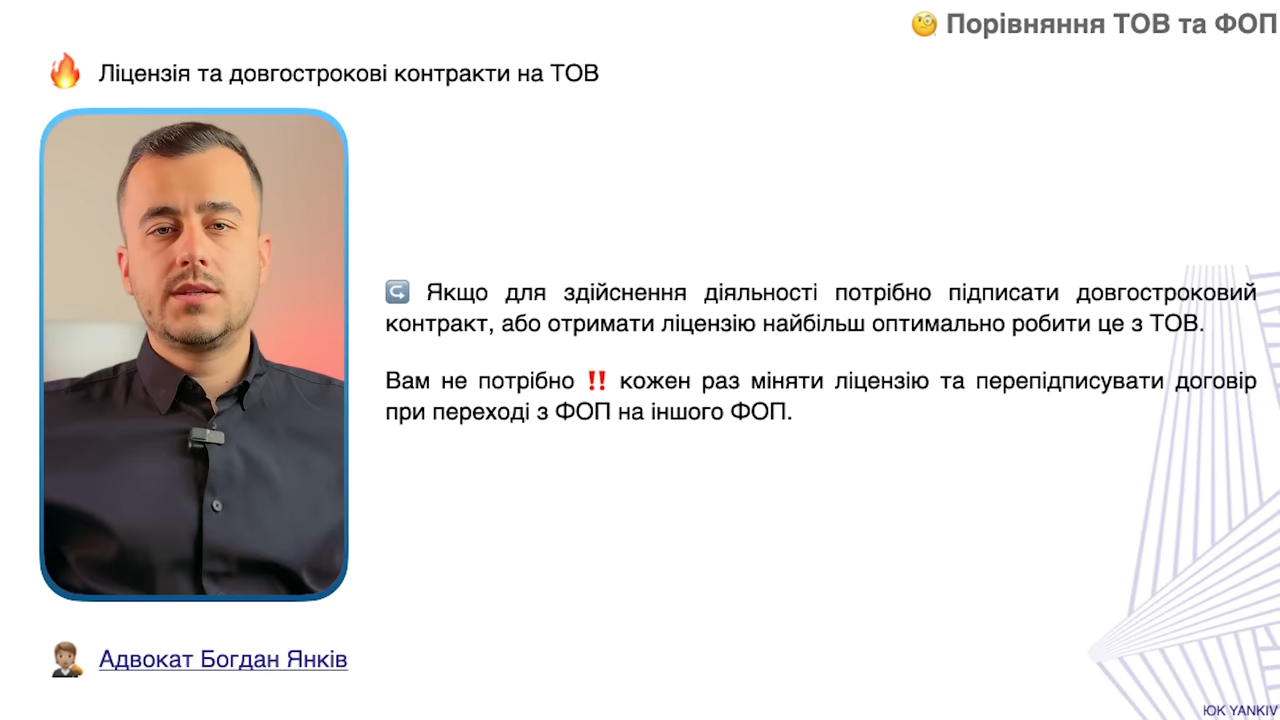 🧐 Порівняння ТОВ та ФОП
🔥 Ліцензія та довгострокові контракти на ТОВ
↪️ Якщо для здійснення діяльності потрібно підписати довгостроковий
контракт, або отримати ліцензію найбільш оптимально робити це з ТОВ.
Вам не потрібно ‼️ кожен раз міняти ліцензію та перепідписувати договір
при переході з ФОП на іншого ФОП.
Адвокат Богдан Янків
ЮК YANKIV